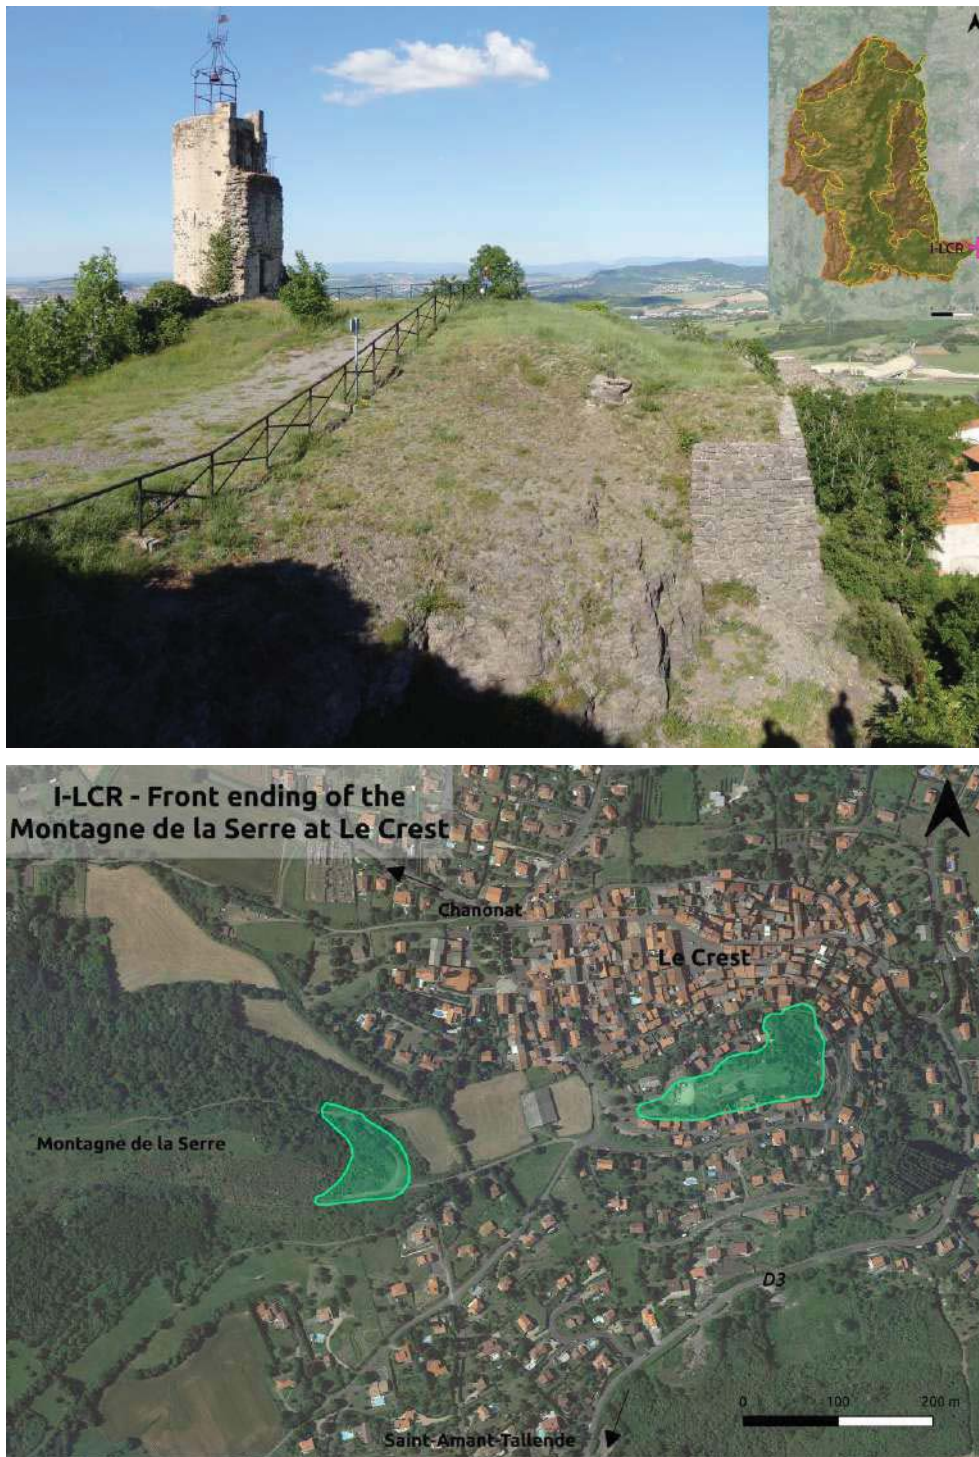 I-LCR
I-LCR - Front ending of the
Montagne de la Serre at Le Crest
Chanonat
Le Crest
Montagne de la Serre
D3
0 100 200 m
Saint-Amant-Tallende